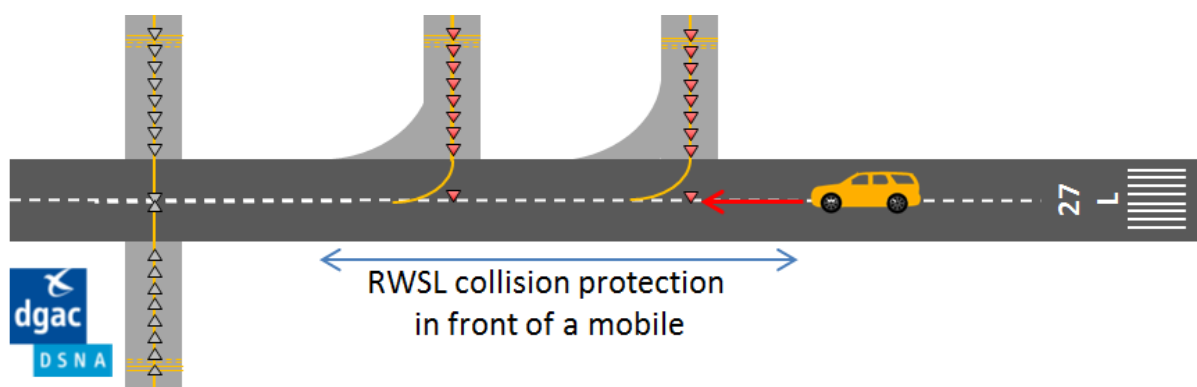 27
L
RWSL collision protection
in front of a mobile
dgac
DSNA